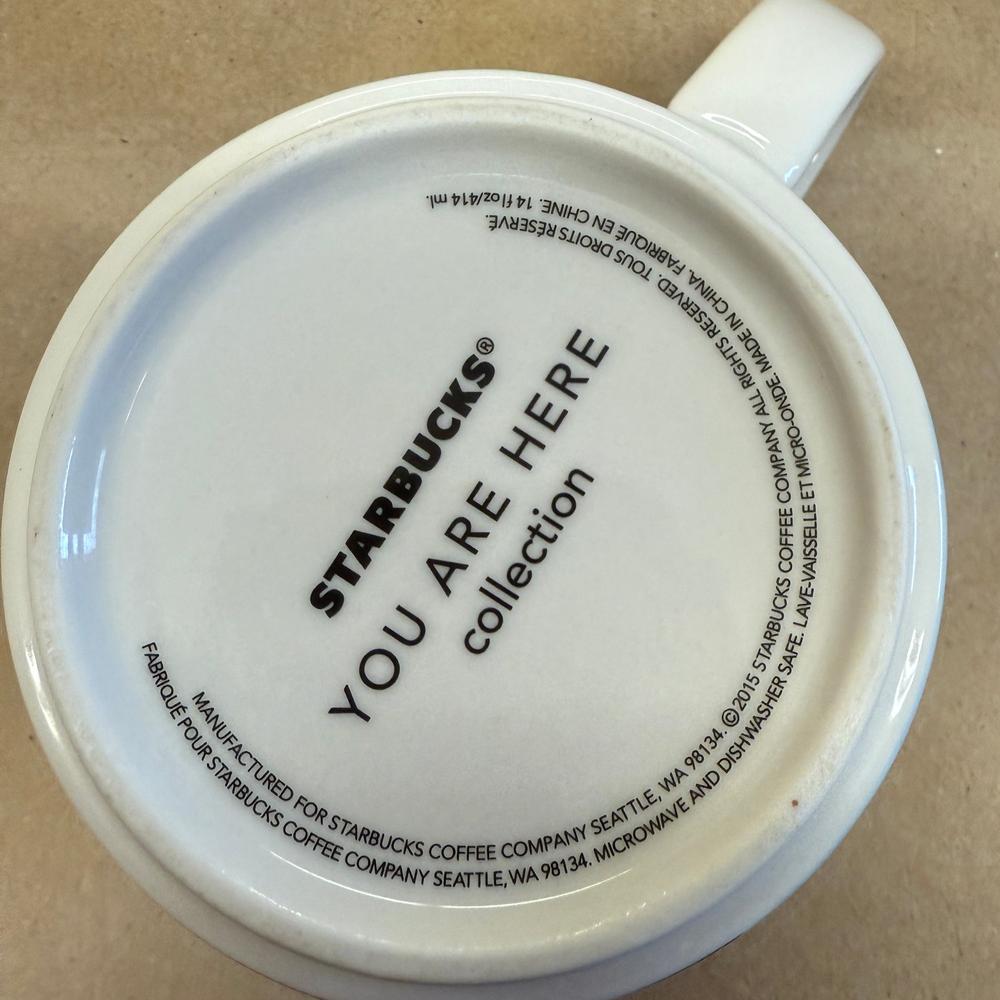 STARBUCKS®
YOU ARE HERE
collection
MANUFACTURED FOR STARBUCKS COFFEE COMPANY SEATTLE, WA 98134. ©2015 STARBUCKS COFFEE COMPANY ALL RIGHTS RESERVED. TOUS DROITS RÉSERVÉ.
FABRIQUÉ POUR STARBUCKS COFFEE COMPANY SEATTLE, WA 98134. MICROWAVE AND DISHWASHER SAFE. LAVE-VAISSELLE ET MICRO-ONDE. MADE IN CHINA. FABRIQUÉ EN CHINE. 14 fl oz/414 ml.